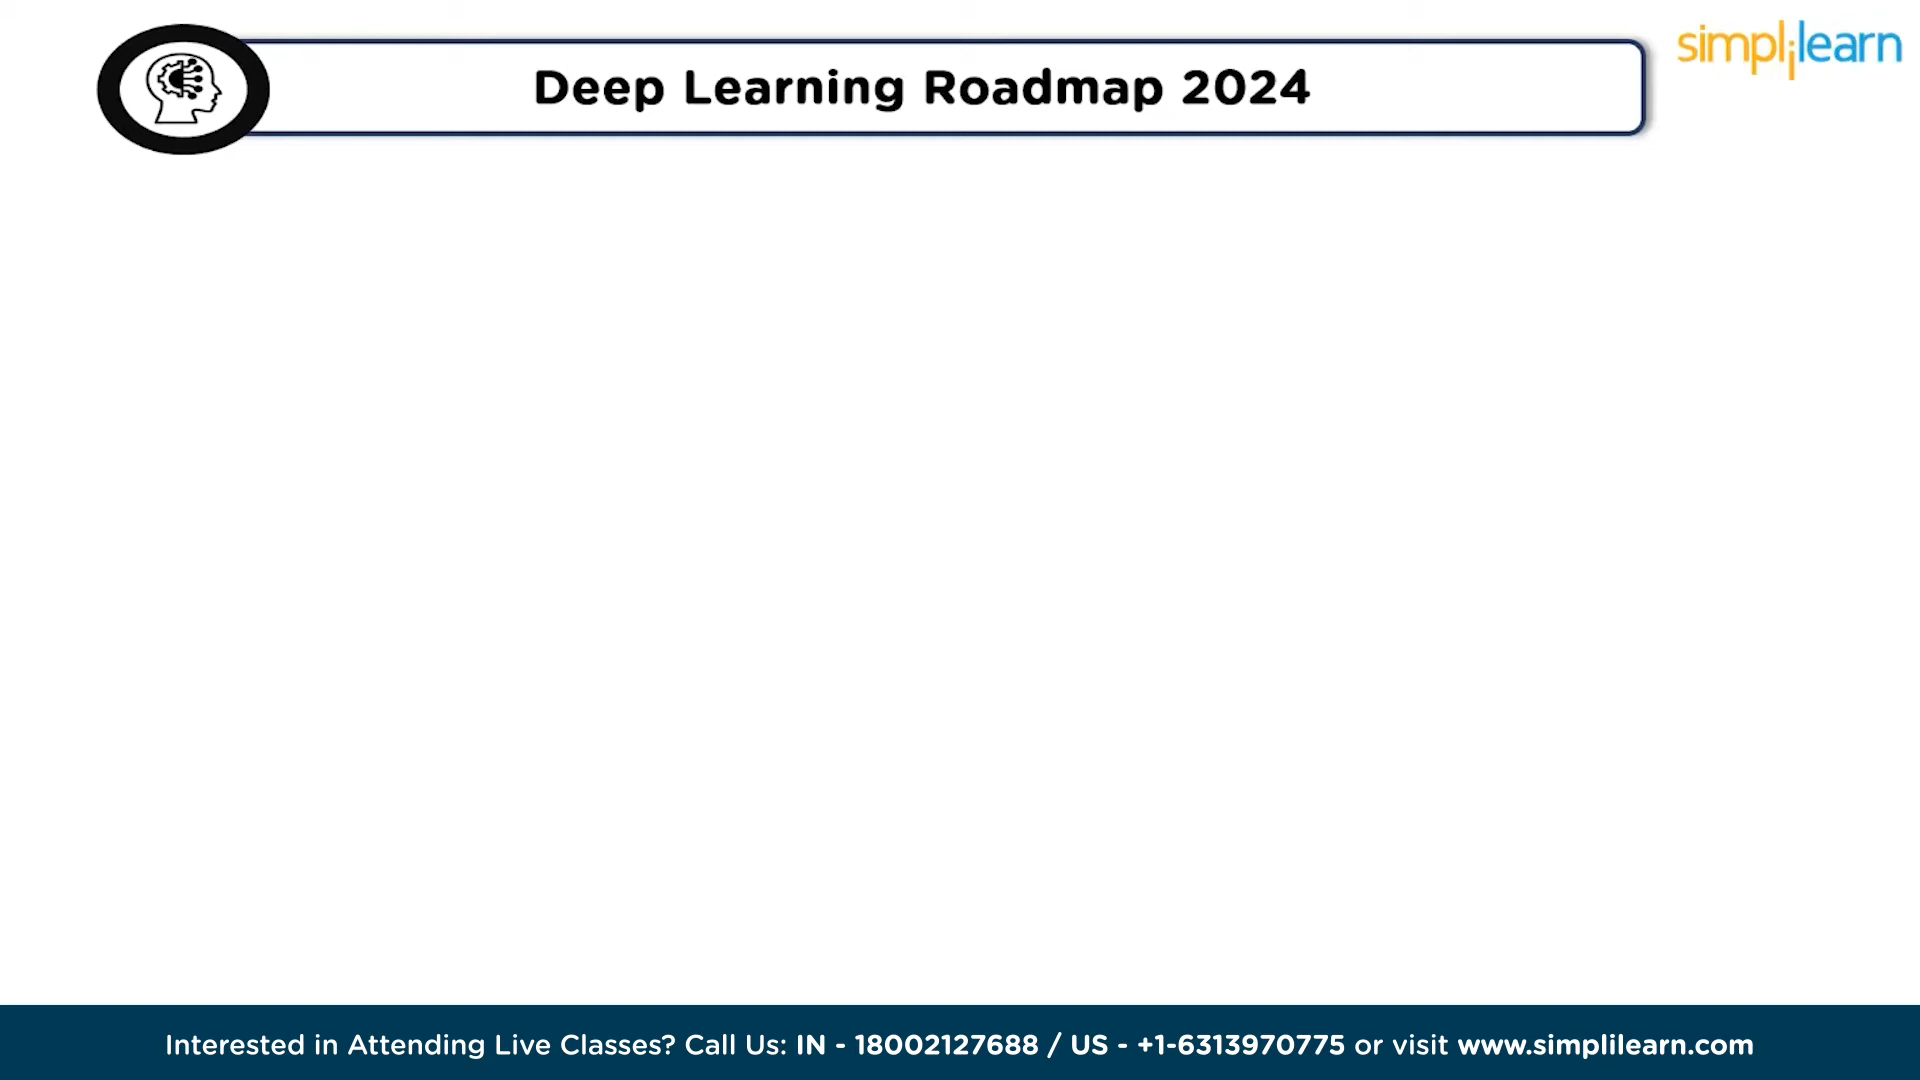 Deep Learning Roadmap 2024
simplilearn
Interested in Attending Live Classes? Call Us: IN - 18002127688 / US - +1-6313970775 or visit www.simplilearn.com